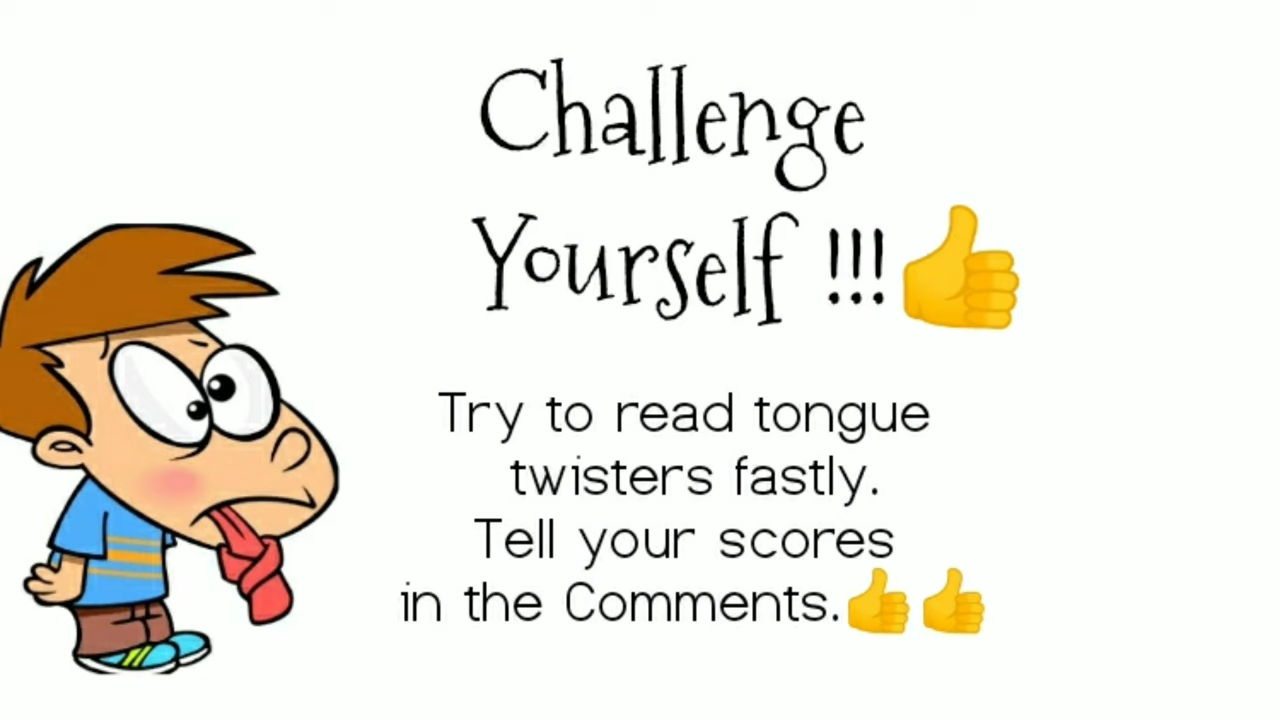 Challenge
Yourself !!!👍
Try to read tongue
twisters fastly.
Tell your scores
in the Comments.👍👍